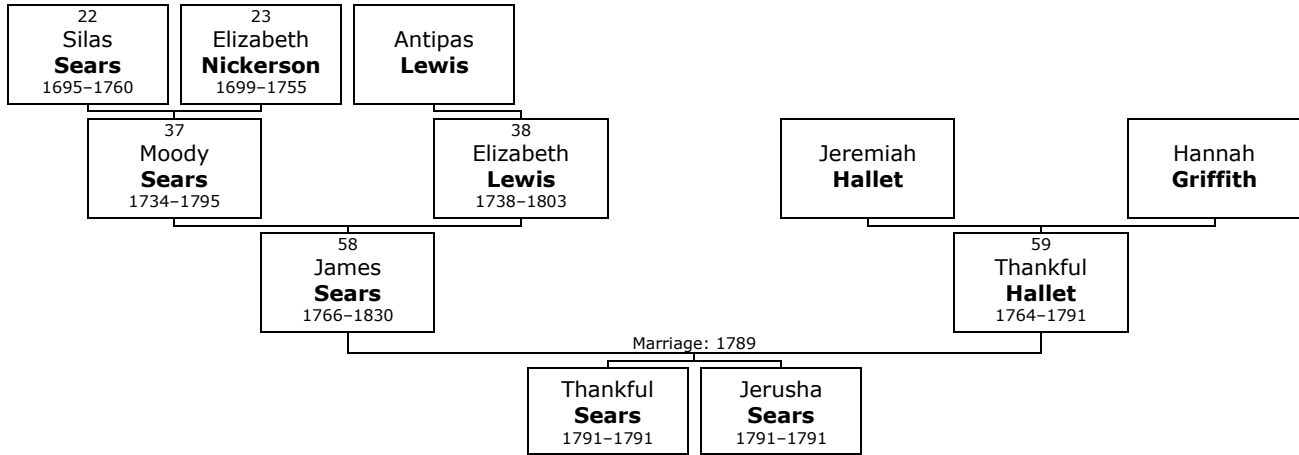 22
Silas
Sears
1695–1760
23
Elizabeth
Nickerson
1699–1755
Antipas
Lewis
37
Moody
Sears
1734–1795
38
Elizabeth
Lewis
1738–1803
Jeremiah
Hallet
Hannah
Griffith
58
James
Sears
1766–1830
59
Thankful
Hallet
1764–1791
Marriage: 1789
Thankful
Sears
1791–1791
Jerusha
Sears
1791–1791